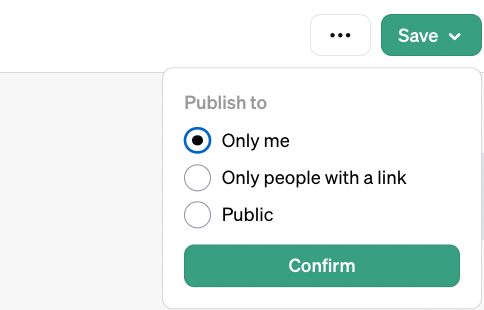 Save
Publish to
Only me
Only people with a link
Public
Confirm